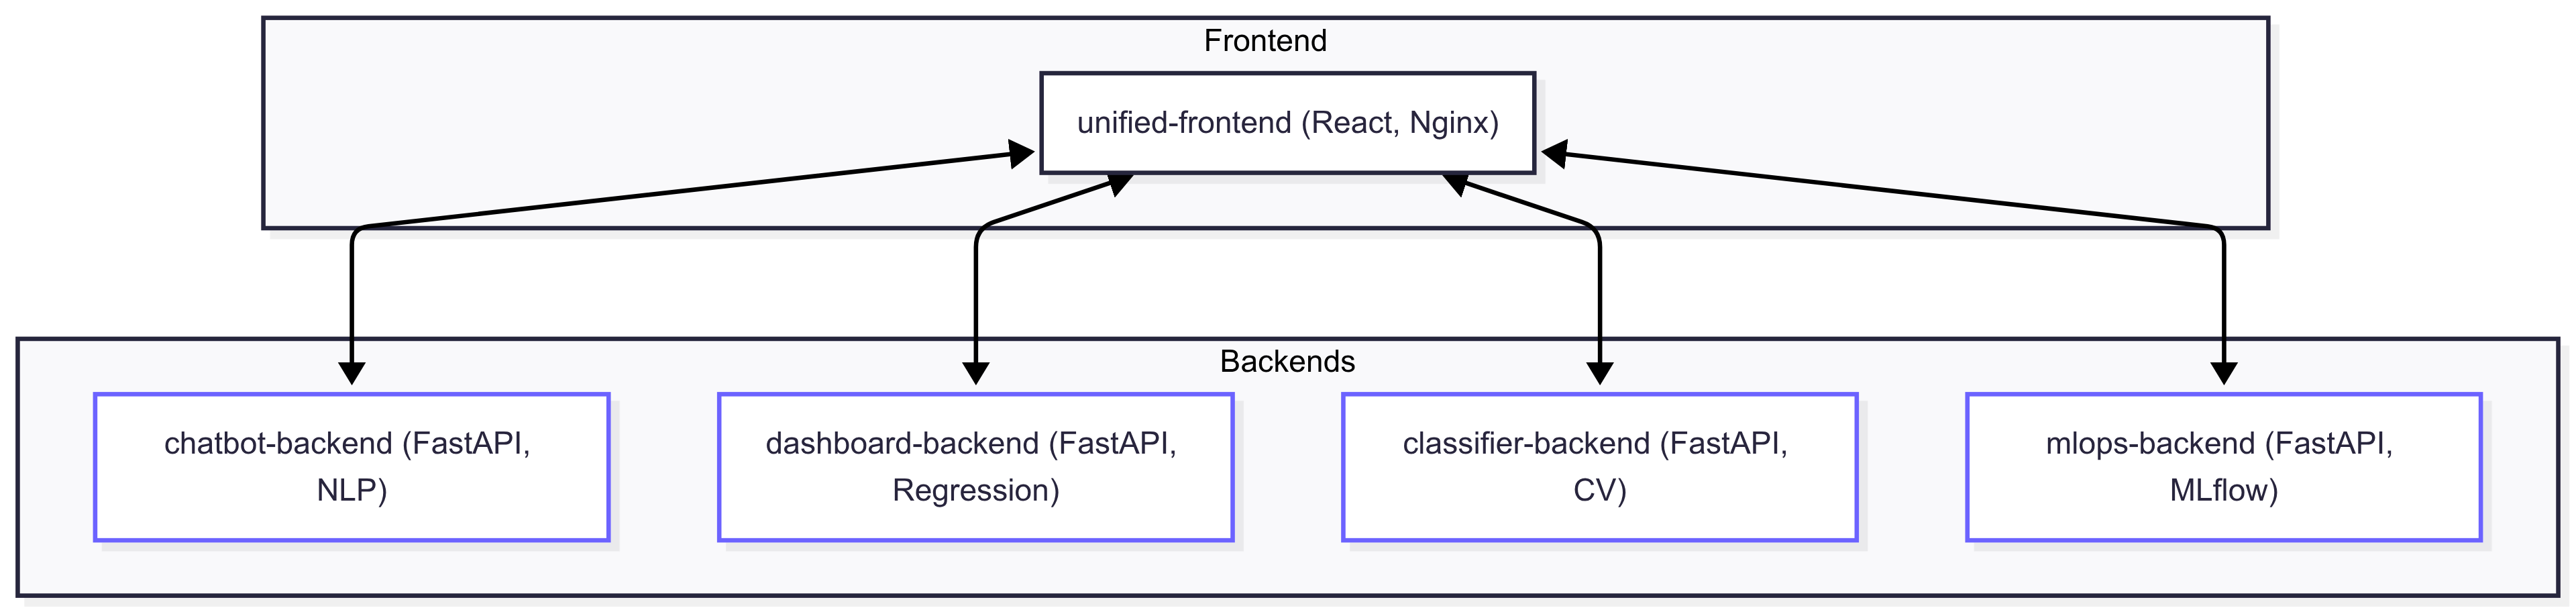 Frontend
unified-frontend (React, Nginx)
Backends
chatbot-backend (FastAPI,
NLP)
dashboard-backend (FastAPI,
Regression)
classifier-backend (FastAPI,
CV)
mlops-backend (FastAPI,
MLflow)